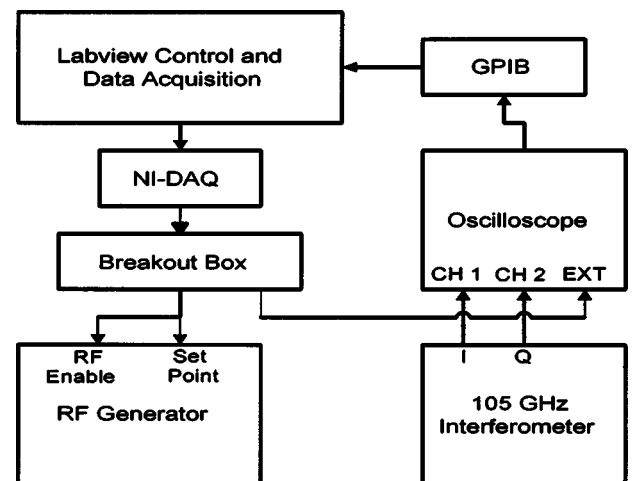 Labview Control and
Data Acquisition
GPIB
NI-DAQ
Oscilloscope
Breakout Box
CH 1 CH 2 EXT
RF
Enable
Set
Point
I
Q
RF Generator
105 GHz
Interferometer